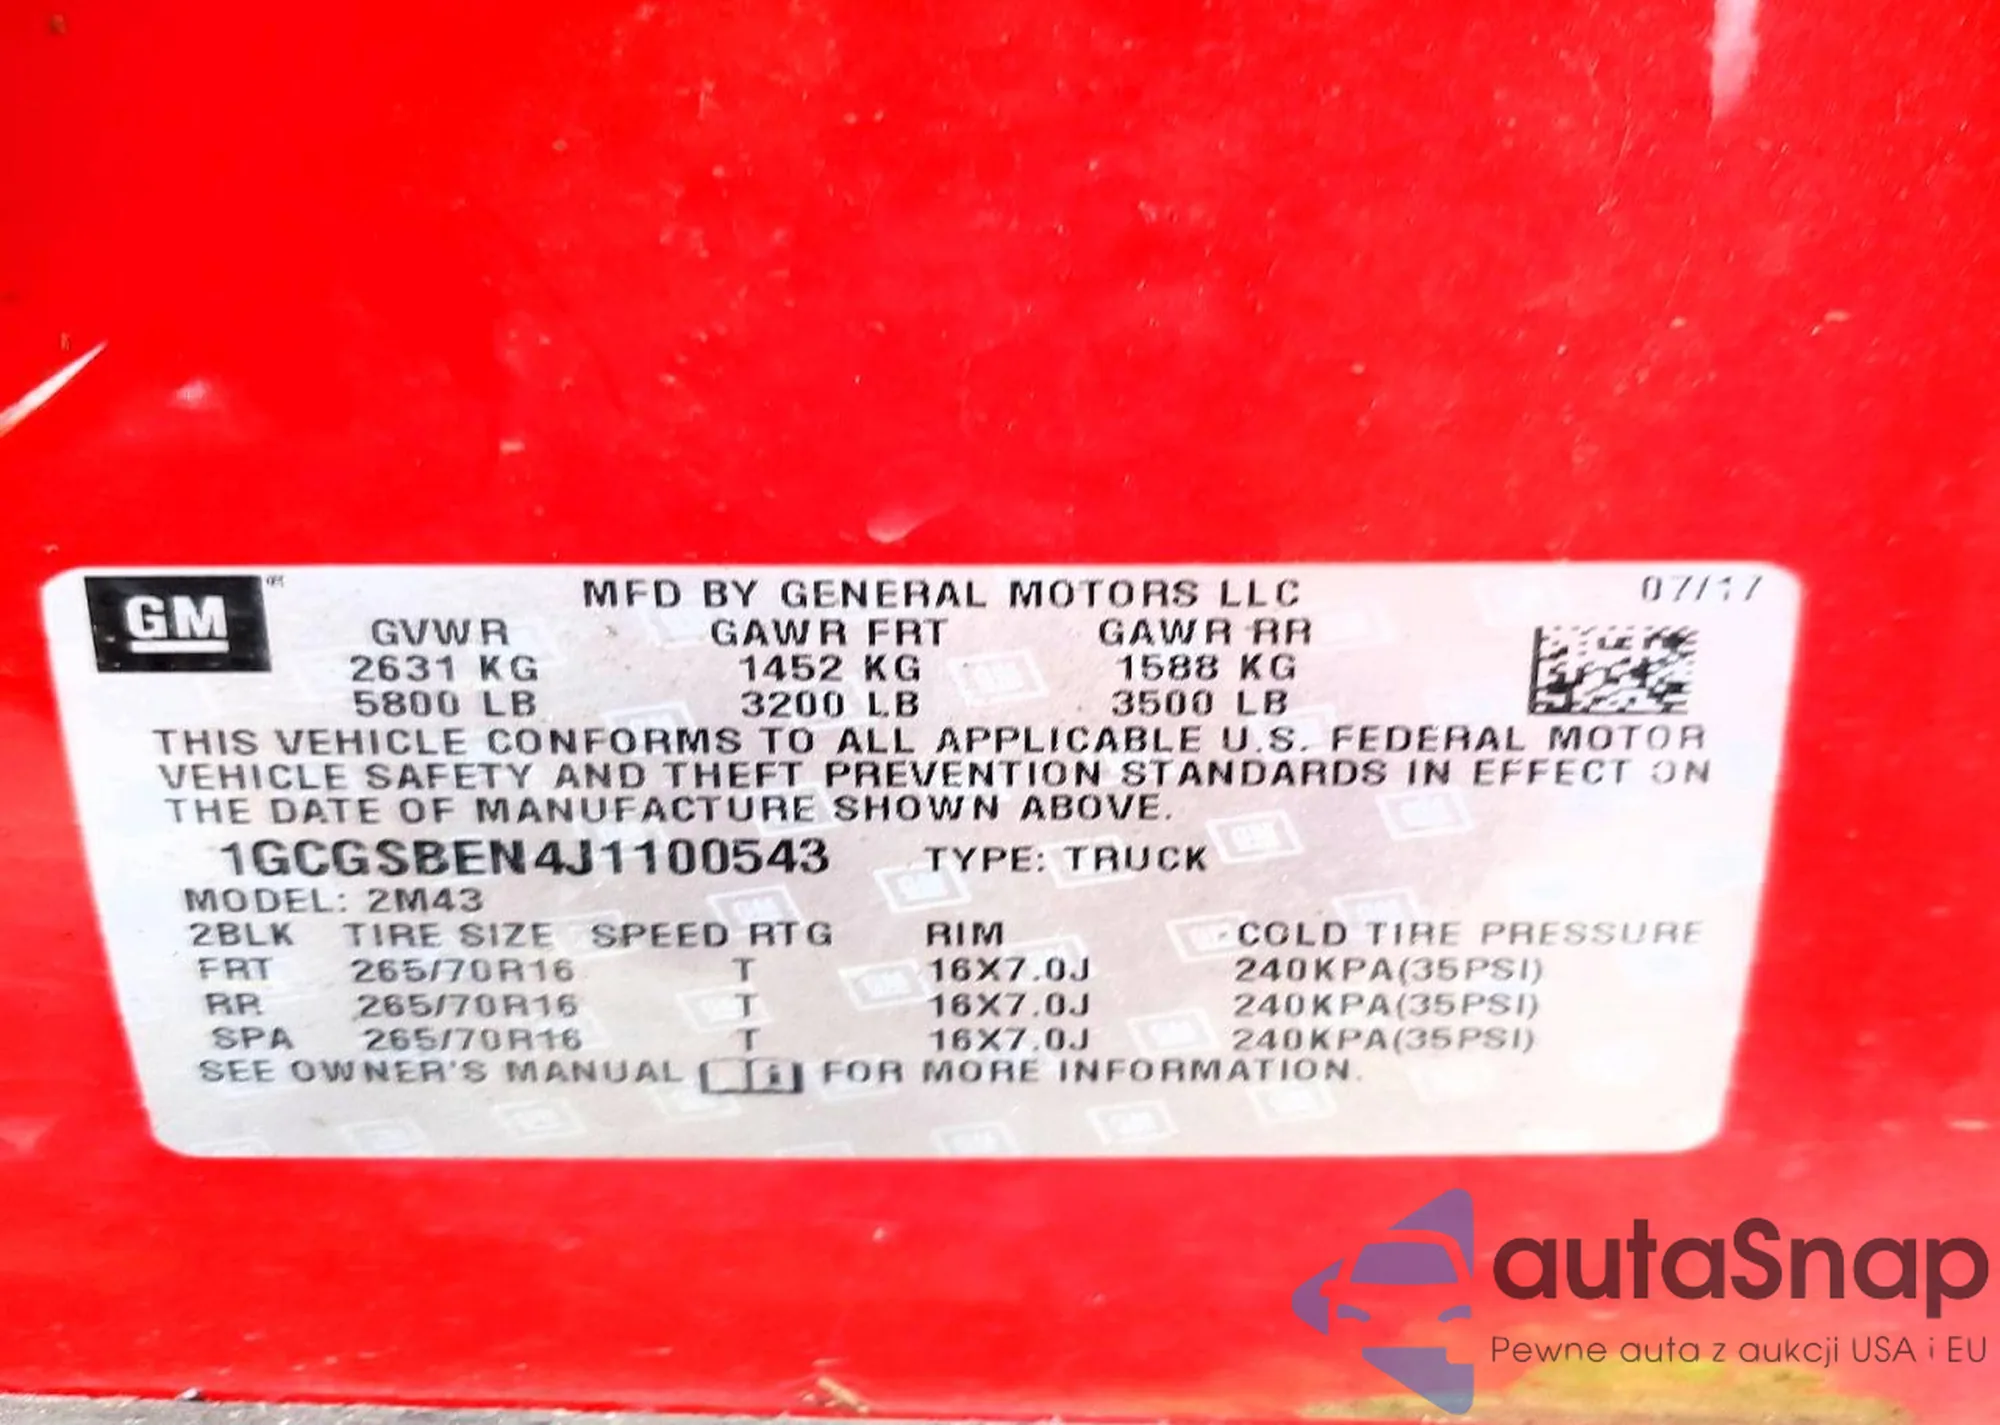 GM
MFD BY GENERAL MOTORS LLC 07/17
GVWR GAWR FRT GAWR RR
2631 KG 1452 KG 1588 KG
5800 LB 3200 LB 3500 LB
THIS VEHICLE CONFORMS TO ALL APPLICABLE U.S. FEDERAL MOTOR
VEHICLE SAFETY AND THEFT PREVENTION STANDARDS IN EFFECT ON
THE DATE OF MANUFACTURE SHOWN ABOVE.
1GCGSBEN4J1100543 TYPE: TRUCK
MODEL: 2M43
2BLK TIRE SIZE SPEED RTG RIM COLD TIRE PRESSURE
FRT 265/70R16 T 16X7.0J 240KPA(35PSI)
RR 265/70R16 T 16X7.0J 240KPA(35PSI)
SPA 265/70R16 T 16X7.0J 240KPA(35PSI)
SEE OWNER'S MANUAL FOR MORE INFORMATION.
autaSnap
Pewne auta z aukcji USA i EU